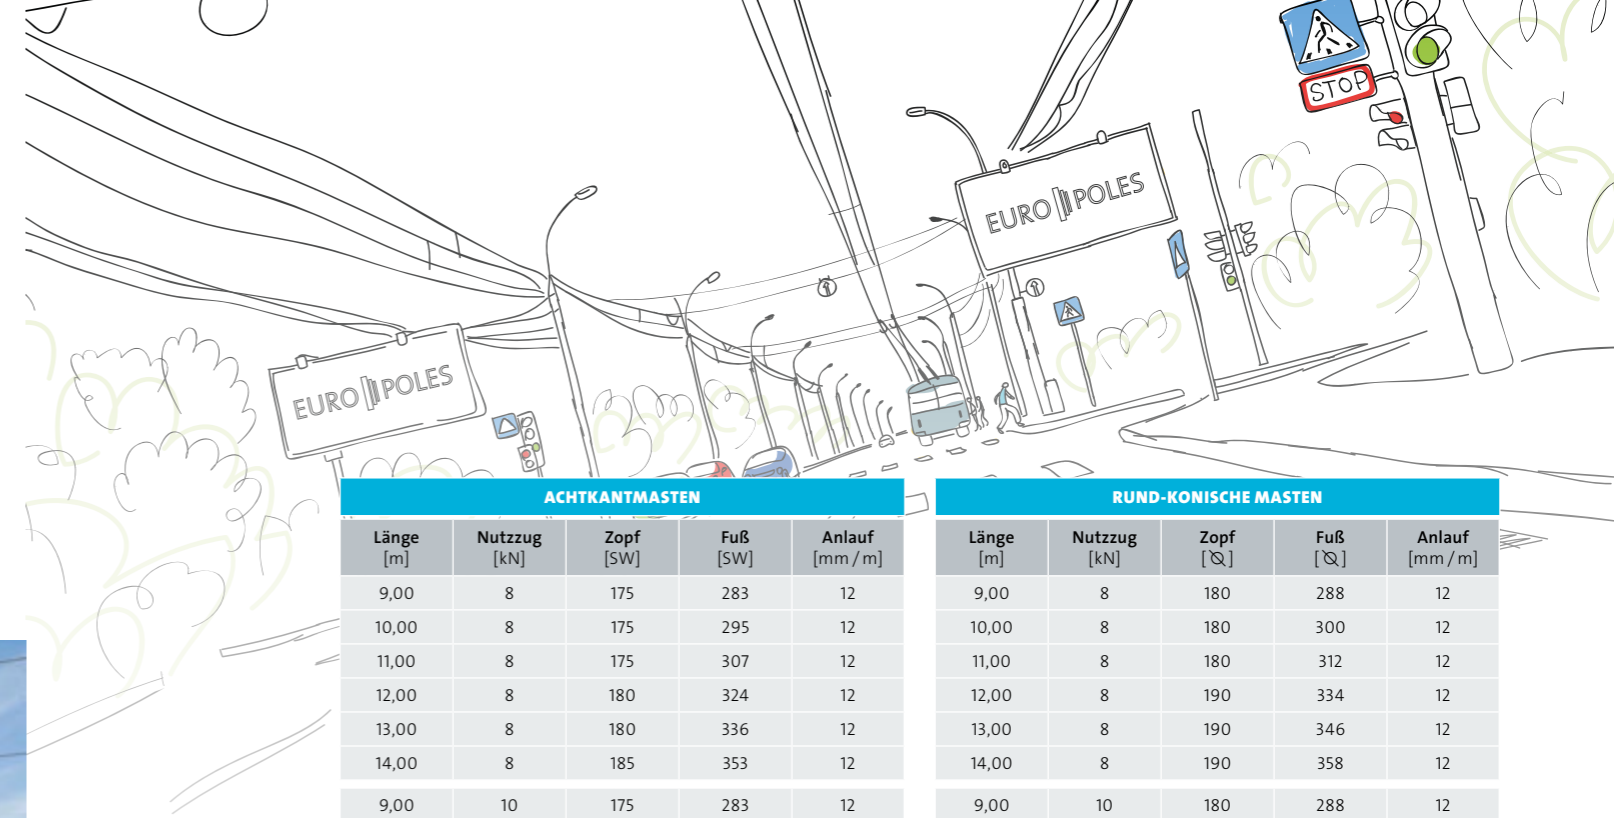 STOP
EURO POLES
EURO POLES
ACHTKANTMASTEN
Länge [m] Nutzzug [kN] Zopf [SW] Fuß [SW] Anlauf [mm / m]
9,00 8 175 283 12
10,00 8 175 295 12
11,00 8 175 307 12
12,00 8 180 324 12
13,00 8 180 336 12
14,00 8 185 353 12
9,00 10 175 283 12
RUND-KONISCHE MASTEN
Länge [m] Nutzzug [kN] Zopf [⌀] Fuß [⌀] Anlauf [mm / m]
9,00 8 180 288 12
10,00 8 180 300 12
11,00 8 180 312 12
12,00 8 190 334 12
13,00 8 190 346 12
14,00 8 190 358 12
9,00 10 180 288 12